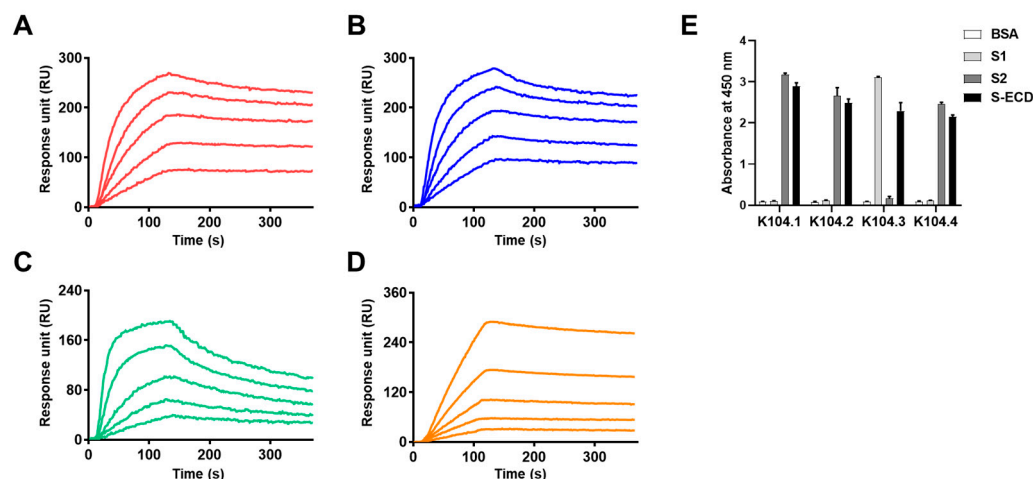 A
Response unit (RU)
300
200
100
0
0 100 200 300
Time (s)
B
Response unit (RU)
300
200
100
0
0 100 200 300
Time (s)
E
Absorbance at 450 nm
4
3
2
1
0
K104.1 K104.2 K104.3 K104.4
BSA
S1
S2
S-ECD
C
Response unit (RU)
240
160
80
0
0 100 200 300
Time (s)
D
Response unit (RU)
360
240
120
0
0 100 200 300
Time (s)